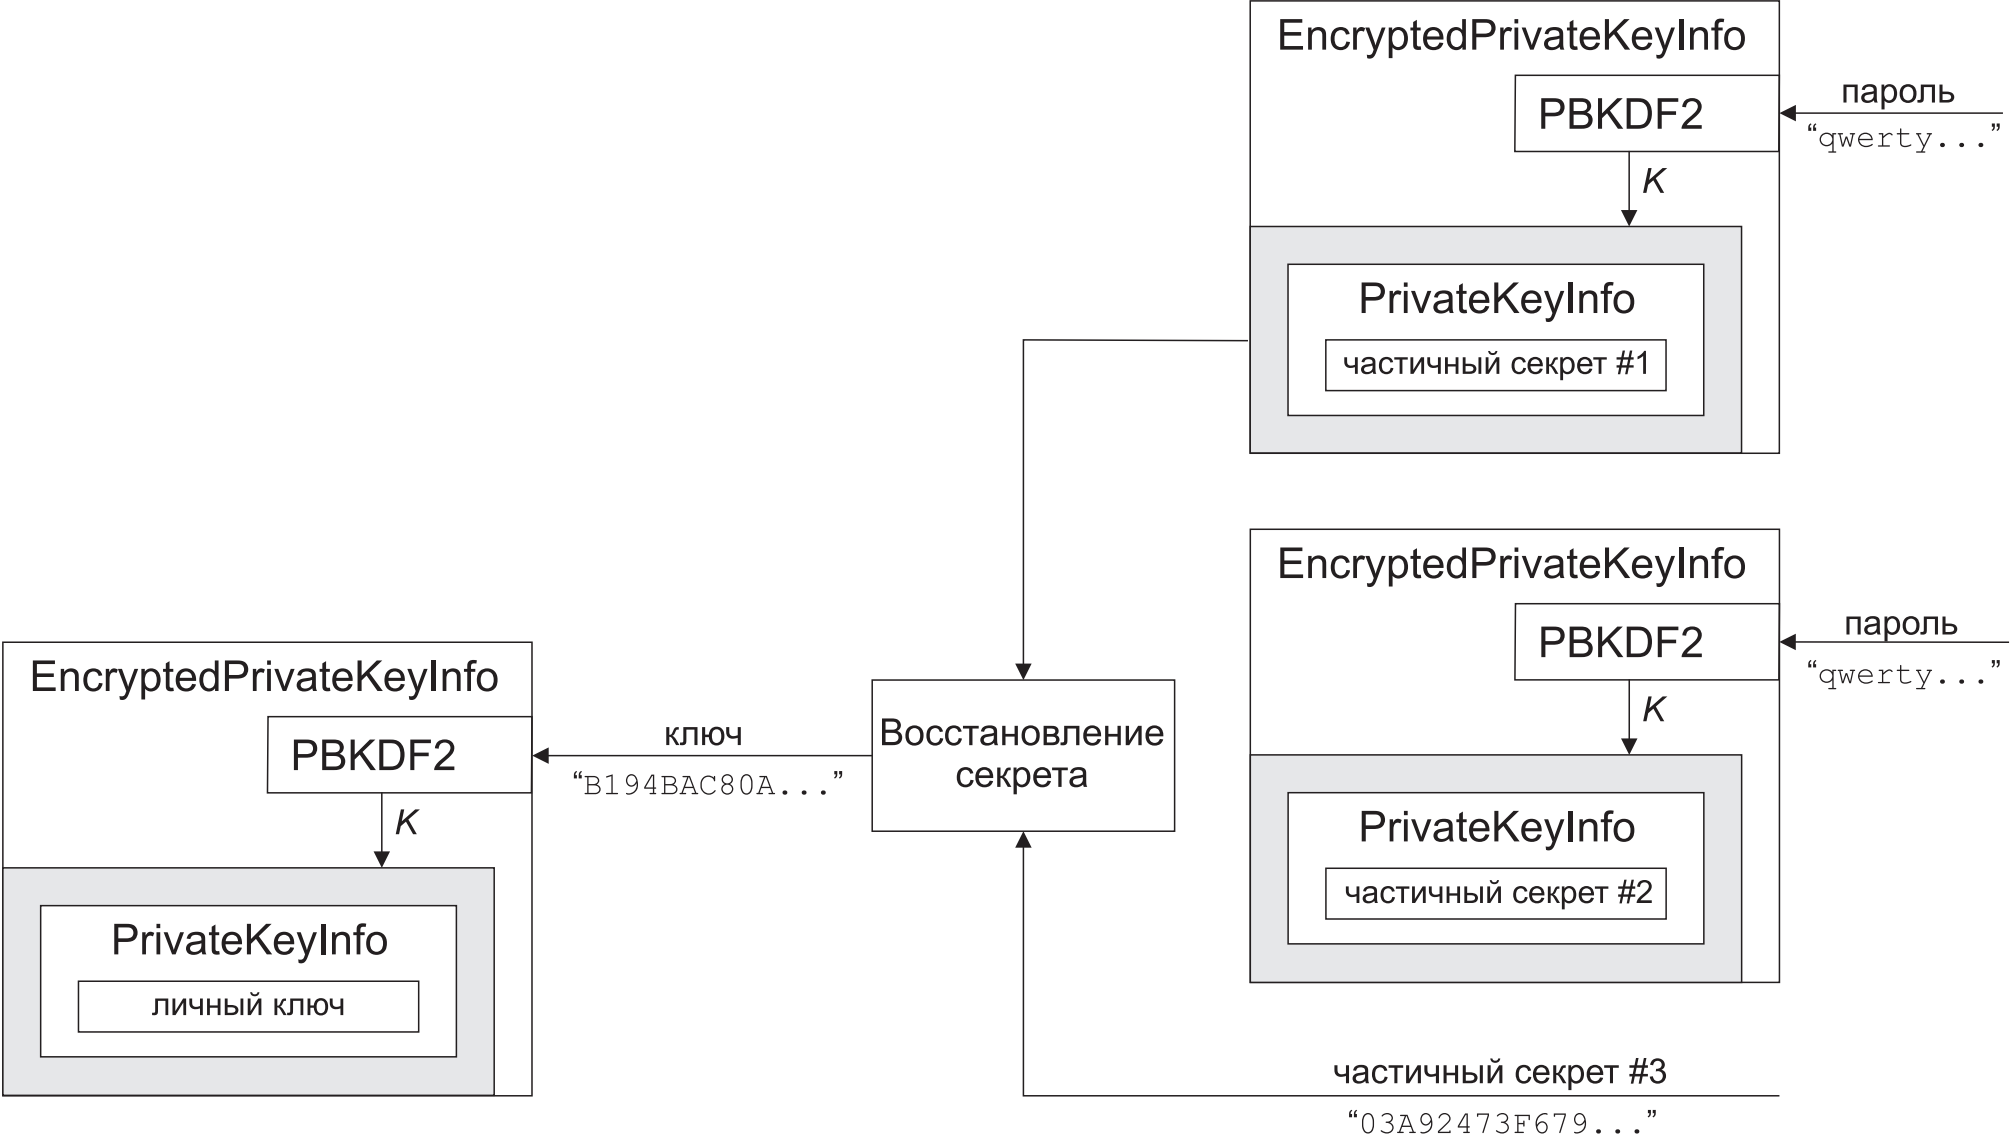 EncryptedPrivateKeyInfo
PBKDF2
пароль
“qwerty...”
K
PrivateKeyInfo
частичный секрет #1
EncryptedPrivateKeyInfo
PBKDF2
пароль
“qwerty...”
K
PrivateKeyInfo
частичный секрет #2
EncryptedPrivateKeyInfo
PBKDF2
ключ
“B194BAC80A...”
Восстановление
секрета
K
PrivateKeyInfo
личный ключ
частичный секрет #3
“03A92473F679...”